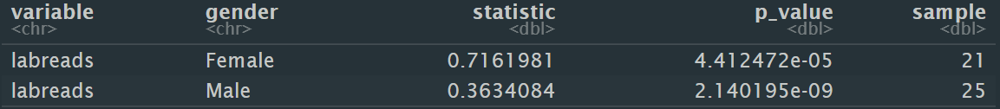 variable gender statistic p_value sample
<chr> <chr> <dbl> <dbl> <dbl>
labreads Female 0.7161981 4.412472e-05 21
labreads Male 0.3634084 2.140195e-09 25